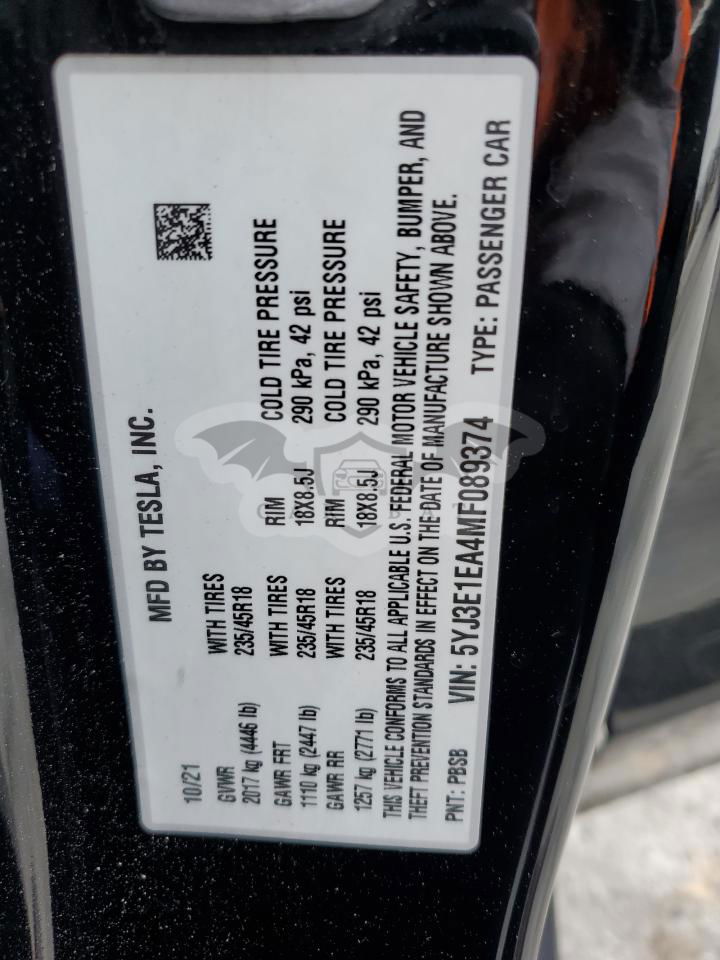 MFD BY TESLA, INC.
10/21
GVWR WITH TIRES
2017 kg (4446 lb) 235/45R18
GAWR FRT WITH TIRES RIM COLD TIRE PRESSURE
1110 kg (2447 lb) 235/45R18 18X8.5J 290 kPa, 42 psi
GAWR RR WITH TIRES RIM COLD TIRE PRESSURE
1257 kg (2771 lb) 235/45R18 18X8.5J 290 kPa, 42 psi
THIS VEHICLE CONFORMS TO ALL APPLICABLE U.S. FEDERAL MOTOR VEHICLE SAFETY, BUMPER, AND
THEFT PREVENTION STANDARDS IN EFFECT ON THE DATE OF MANUFACTURE SHOWN ABOVE.
PNT: PBSB VIN: 5YJ3E1EA4MF089374 TYPE: PASSENGER CAR